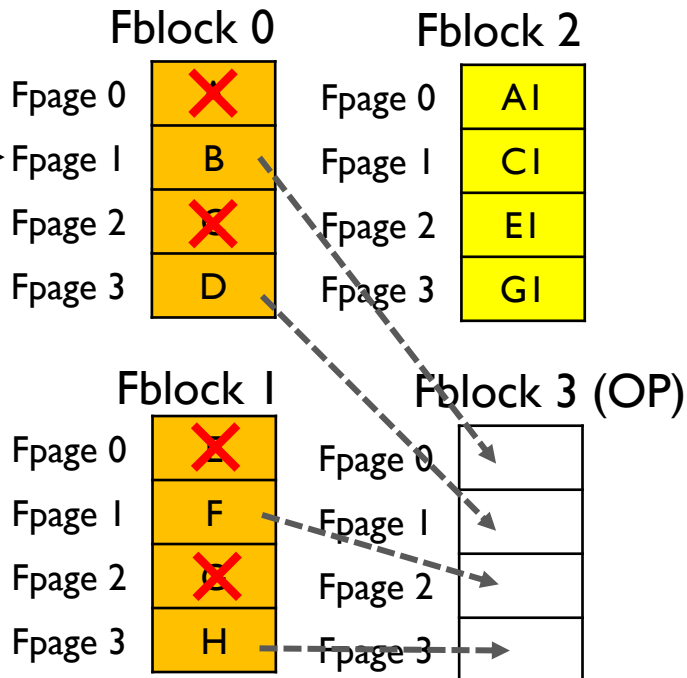 Fblock 0
Fpage 0
Fpage 1 B
Fpage 2
Fpage 3 D
Fblock 2
Fpage 0 A1
Fpage 1 C1
Fpage 2 E1
Fpage 3 G1
Fblock 1
Fpage 0
Fpage 1 F
Fpage 2
Fpage 3 H
Fblock 3 (OP)
Fpage 0
Fpage 1
Fpage 2
Fpage 3